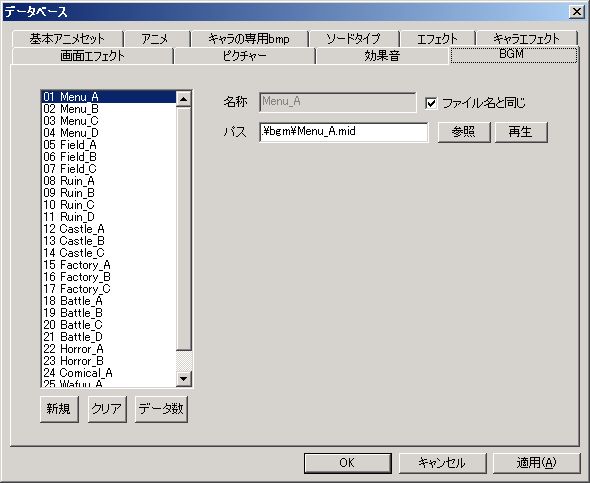 データベース
基本アニメセット アニメ キャラの専用bmp ソードタイプ エフェクト キャラエフェクト
画面エフェクト ピクチャー 効果音 BGM
01 Menu_A
02 Menu_B
03 Menu_C
04 Menu_D
05 Field_A
06 Field_B
07 Field_C
08 Ruin_A
09 Ruin_B
10 Ruin_C
11 Ruin_D
12 Castle_A
13 Castle_B
14 Castle_C
15 Factory_A
16 Factory_B
17 Factory_C
18 Battle_A
19 Battle_B
20 Battle_C
21 Battle_D
22 Horror_A
23 Horror_B
24 Comical_A
25 Wafuu_A
新規 クリア データ数
名称 Menu_A ファイル名と同じ
パス .¥bgm¥Menu_A.mid 参照 再生
OK キャンセル 適用(A)